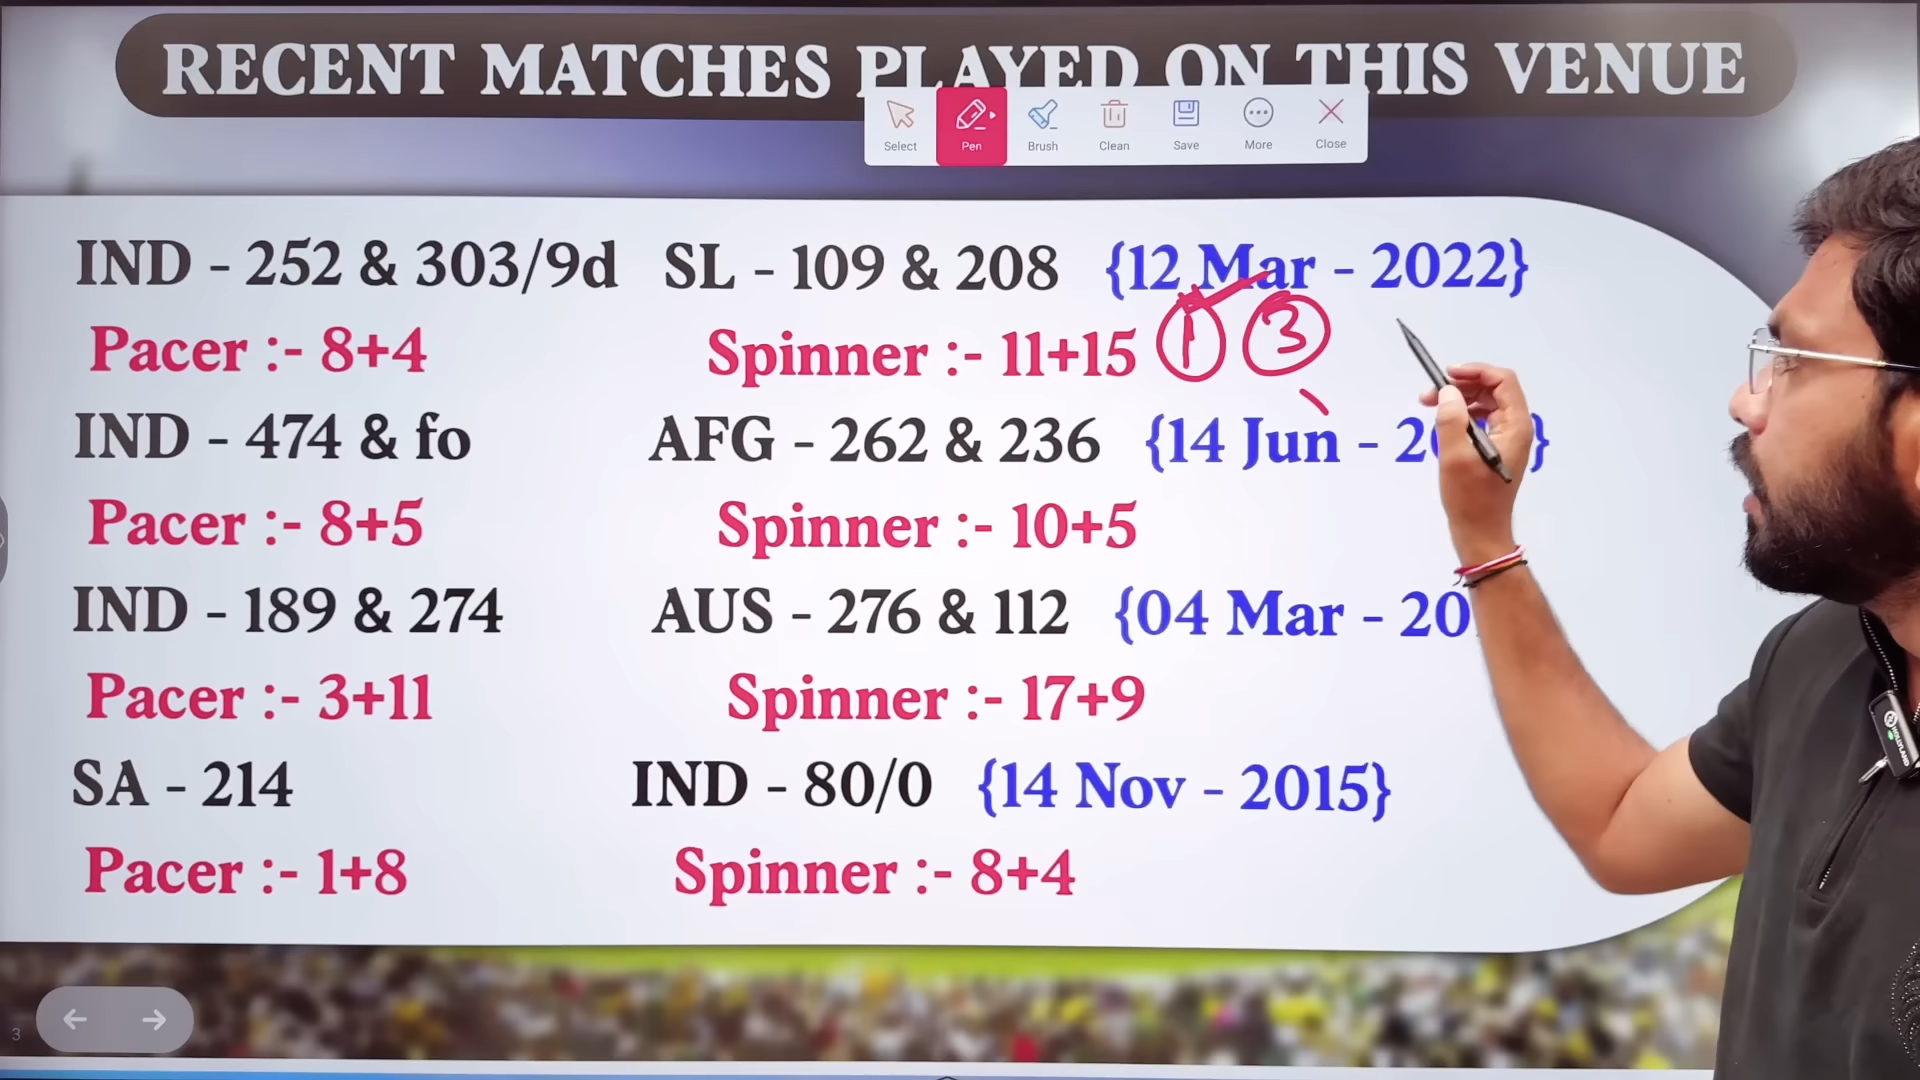 RECENT MATCHES PLAYED ON THIS VENUE
Select Pen Brush Clean Save More Close
IND - 252 & 303/9d SL - 109 & 208 {12 Mar - 2022}
Pacer :- 8+4 Spinner :- 11+15 1 3
IND - 474 & fo AFG - 262 & 236 {14 Jun - 20 }
Pacer :- 8+5 Spinner :- 10+5
IND - 189 & 274 AUS - 276 & 112 {04 Mar - 20
Pacer :- 3+11 Spinner :- 17+9
SA - 214 IND - 80/0 {14 Nov - 2015}
Pacer :- 1+8 Spinner :- 8+4
3
HOLLYLAND